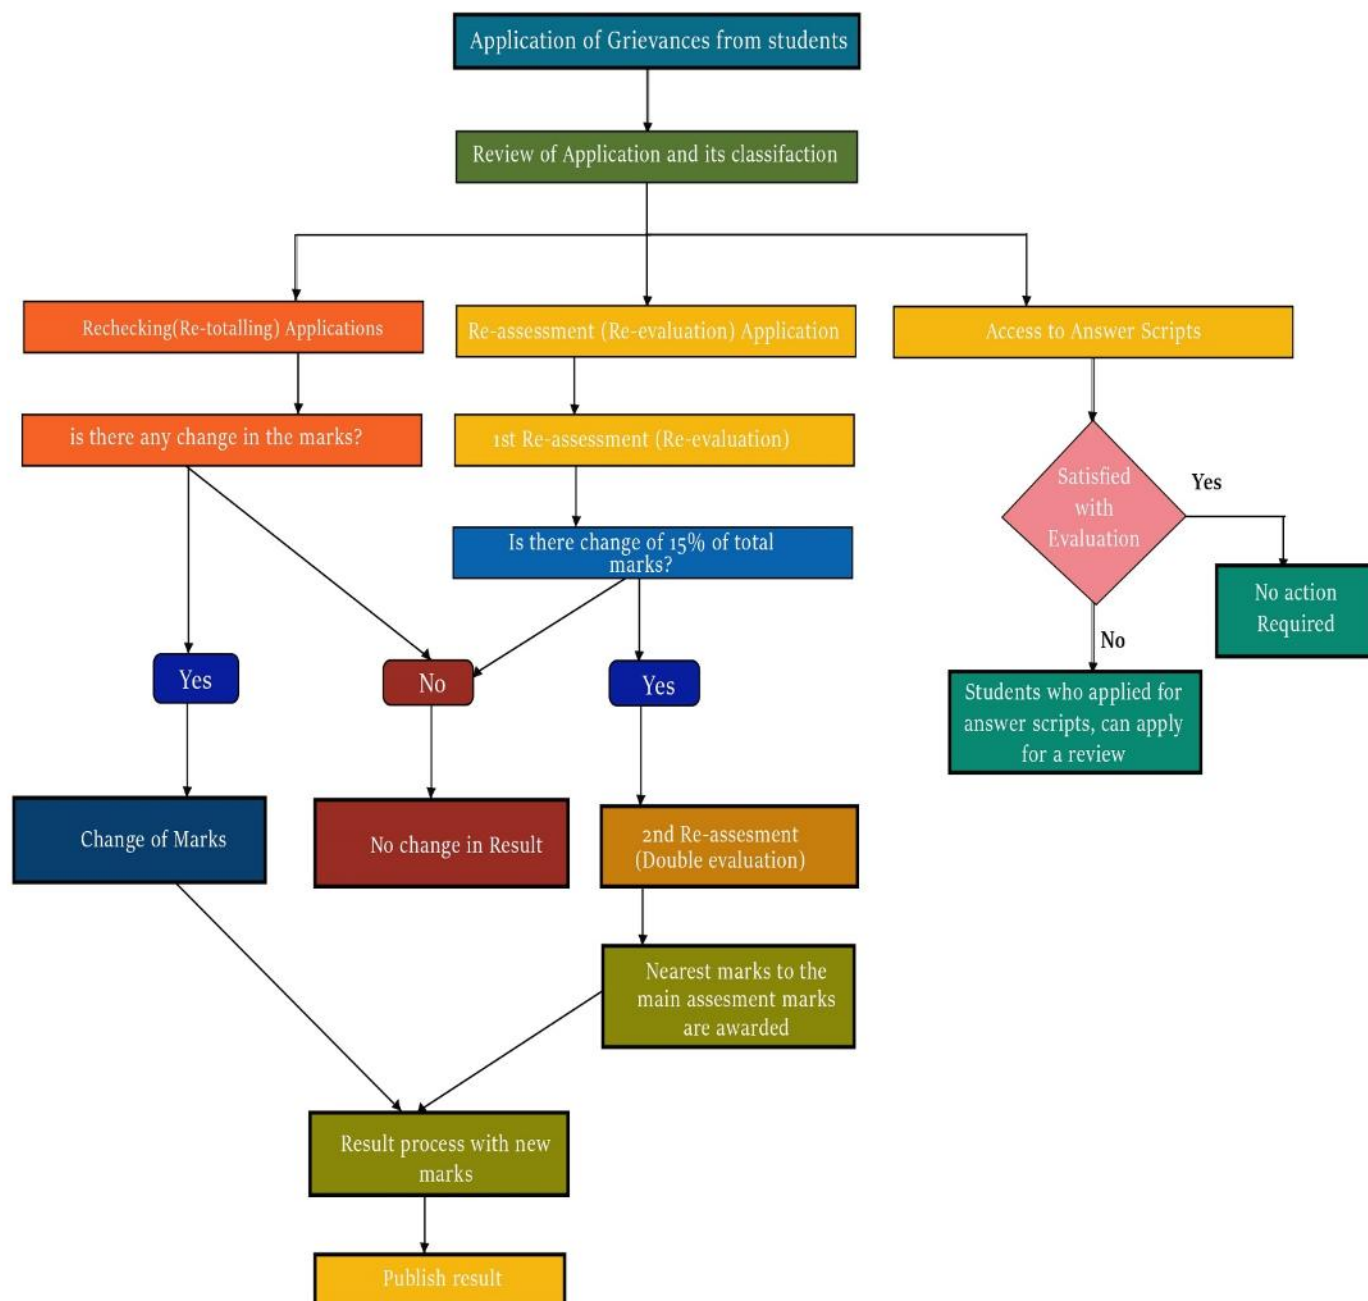 Application of Grievances from students
Review of Application and its classifaction
Rechecking(Re-totalling) Applications
Re-assessment (Re-evaluation) Application
Access to Answer Scripts
is there any change in the marks?
1st Re-assessment (Re-evaluation)
Satisfied
with
Evaluation
Yes
Is there change of 15% of total
marks?
No action
Required
No
Yes
No
Yes
Students who applied for
answer scripts, can apply
for a review
Change of Marks
No change in Result
2nd Re-assesment
(Double evaluation)
Nearest marks to the
main assesment marks
are awarded
Result process with new
marks
Publish result